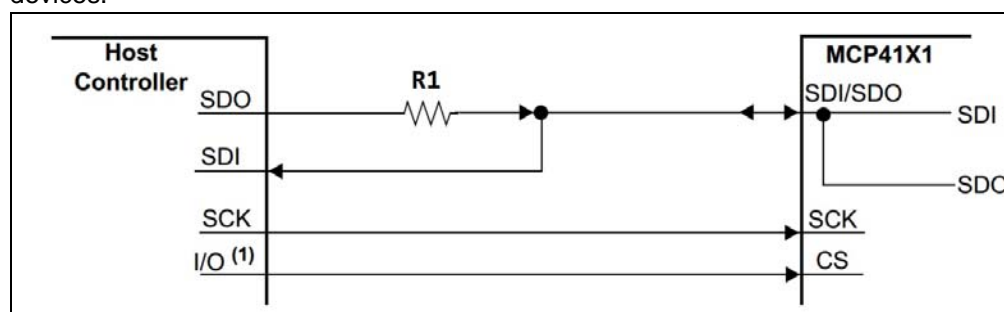 devices.
Host
Controller
MCP41X1
R1
SDO
SDI/SDO
SDI
SDI
SDO
SCK
SCK
I/O (1)
CS